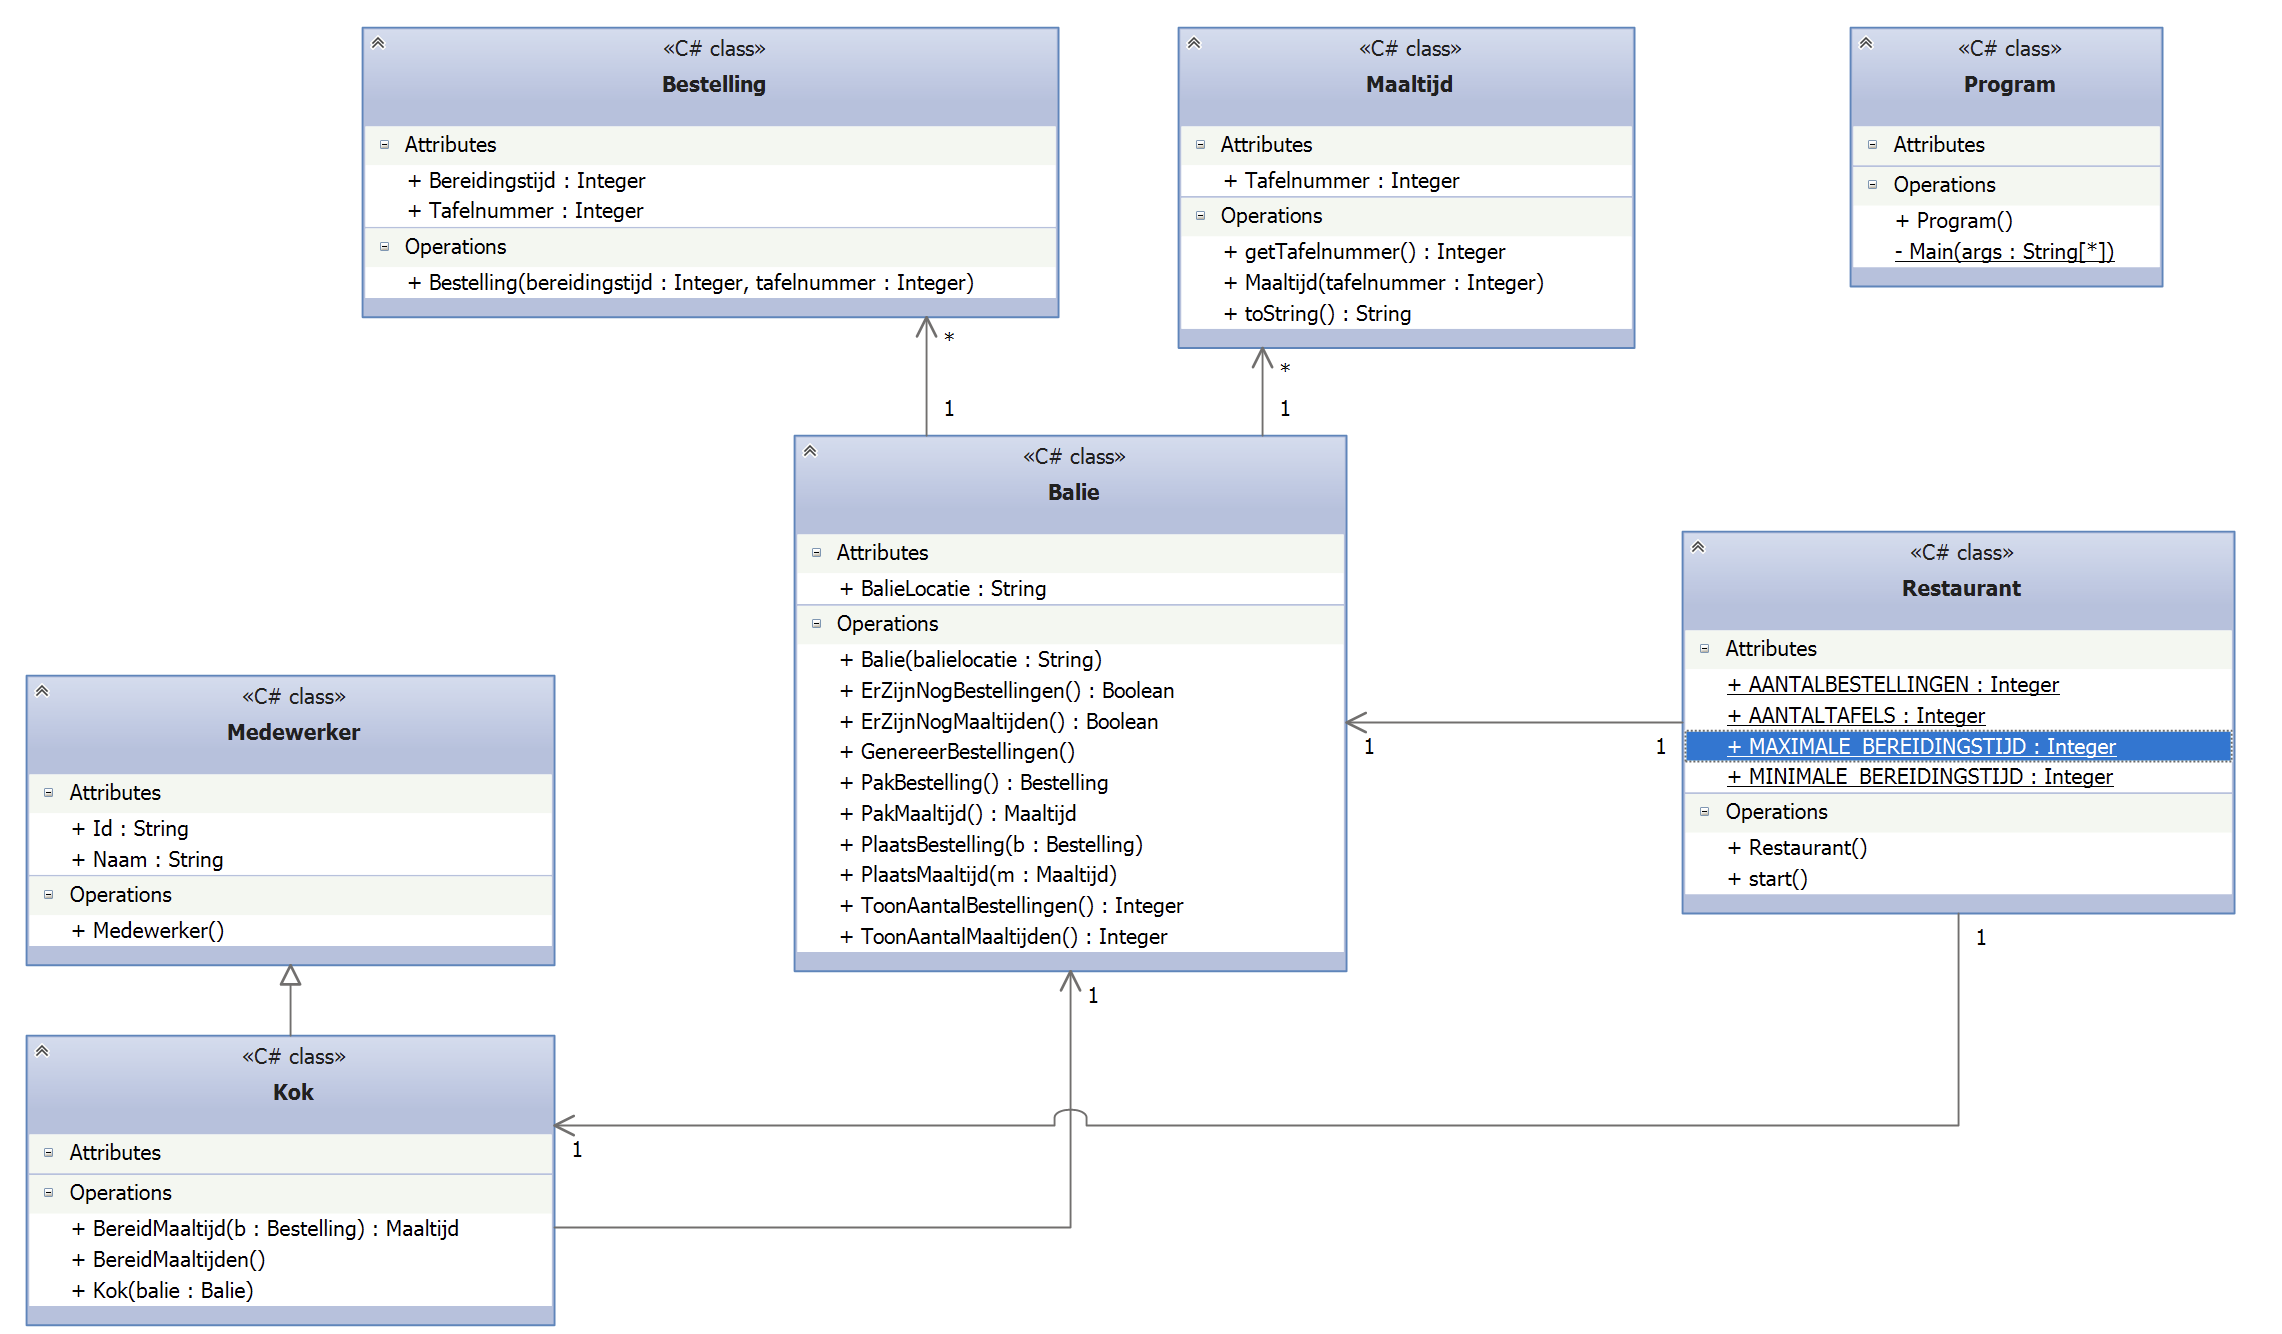 «C# class»
Bestelling
Attributes
+ Bereidingstijd : Integer
+ Tafelnummer : Integer
Operations
+ Bestelling(bereidingstijd : Integer, tafelnummer : Integer)
«C# class»
Maaltijd
Attributes
+ Tafelnummer : Integer
Operations
+ getTafelnummer() : Integer
+ Maaltijd(tafelnummer : Integer)
+ toString() : String
«C# class»
Program
Attributes
Operations
+ Program()
- Main(args : String[*])
*
1
*
1
«C# class»
Balie
Attributes
+ BalieLocatie : String
Operations
+ Balie(balielocatie : String)
+ ErZijnNogBestellingen() : Boolean
+ ErZijnNogMaaltijden() : Boolean
+ GenereerBestellingen()
+ PakBestelling() : Bestelling
+ PakMaaltijd() : Maaltijd
+ PlaatsBestelling(b : Bestelling)
+ PlaatsMaaltijd(m : Maaltijd)
+ ToonAantalBestellingen() : Integer
+ ToonAantalMaaltijden() : Integer
1
1
«C# class»
Restaurant
Attributes
+ AANTALBESTELLINGEN : Integer
+ AANTALTAFELS : Integer
+ MAXIMALE_BEREIDINGSTIJD : Integer
+ MINIMALE_BEREIDINGSTIJD : Integer
Operations
+ Restaurant()
+ start()
1
«C# class»
Medewerker
Attributes
+ Id : String
+ Naam : String
Operations
+ Medewerker()
1
«C# class»
Kok
Attributes
Operations
+ BereidMaaltijd(b : Bestelling) : Maaltijd
+ BereidMaaltijden()
+ Kok(balie : Balie)
1